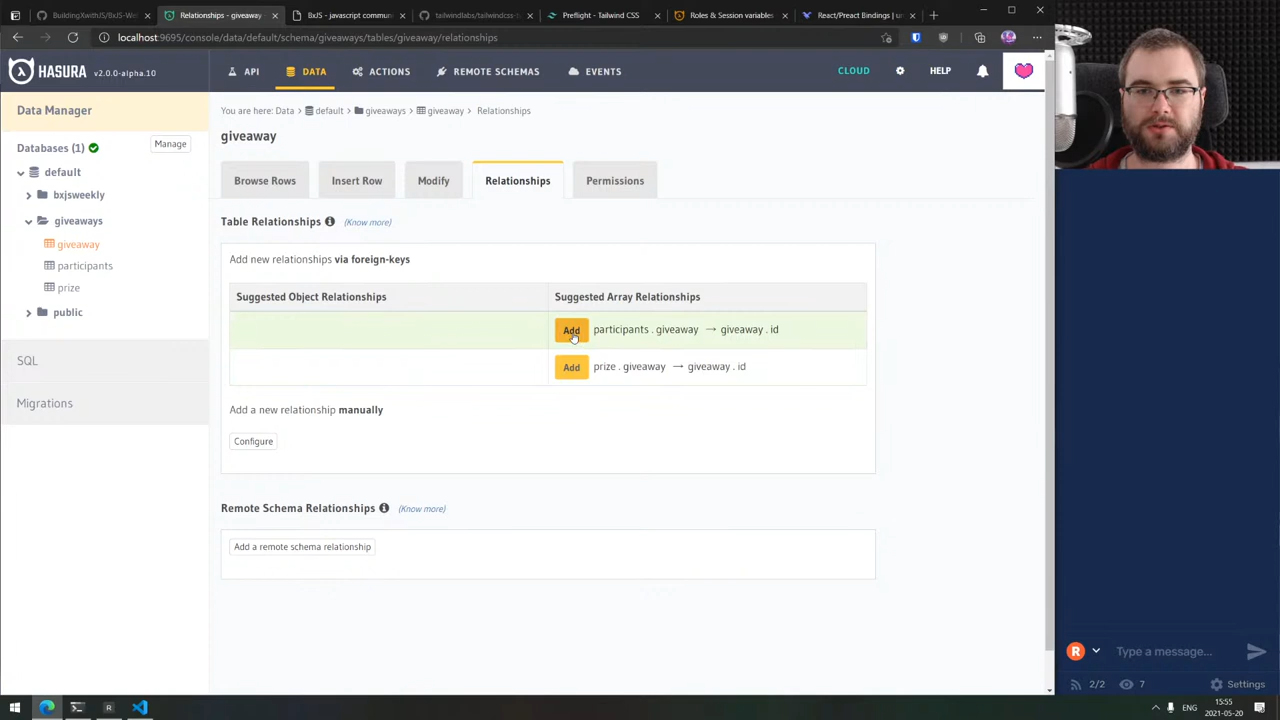 BuildingXwithJS/BxJS-We
Relationships - giveaway
BxJS - javascript commun
tailwindlabs/tailwindcss-t
Preflight - Tailwind CSS
Roles & Session variables
React/Preact Bindings | u
localhost:9695/console/data/default/schema/giveaways/tables/giveaway/relationships
HASURA v2.0.0-alpha.10
API
DATA
ACTIONS
REMOTE SCHEMAS
EVENTS
CLOUD
HELP
Data Manager
Databases (1)
Manage
default
bxjsweekly
giveaways
giveaway
participants
prize
public
SQL
Migrations
You are here: Data > default > giveaways > giveaway > Relationships
giveaway
Browse Rows
Insert Row
Modify
Relationships
Permissions
Table Relationships (Know more)
Add new relationships via foreign-keys
Suggested Object Relationships
Suggested Array Relationships
Add participants . giveaway → giveaway . id
Add prize . giveaway → giveaway . id
Add a new relationship manually
Configure
Remote Schema Relationships (Know more)
Add a remote schema relationship
R
Type a message...
2/2
7
Settings
ENG
15:55
2021-05-20